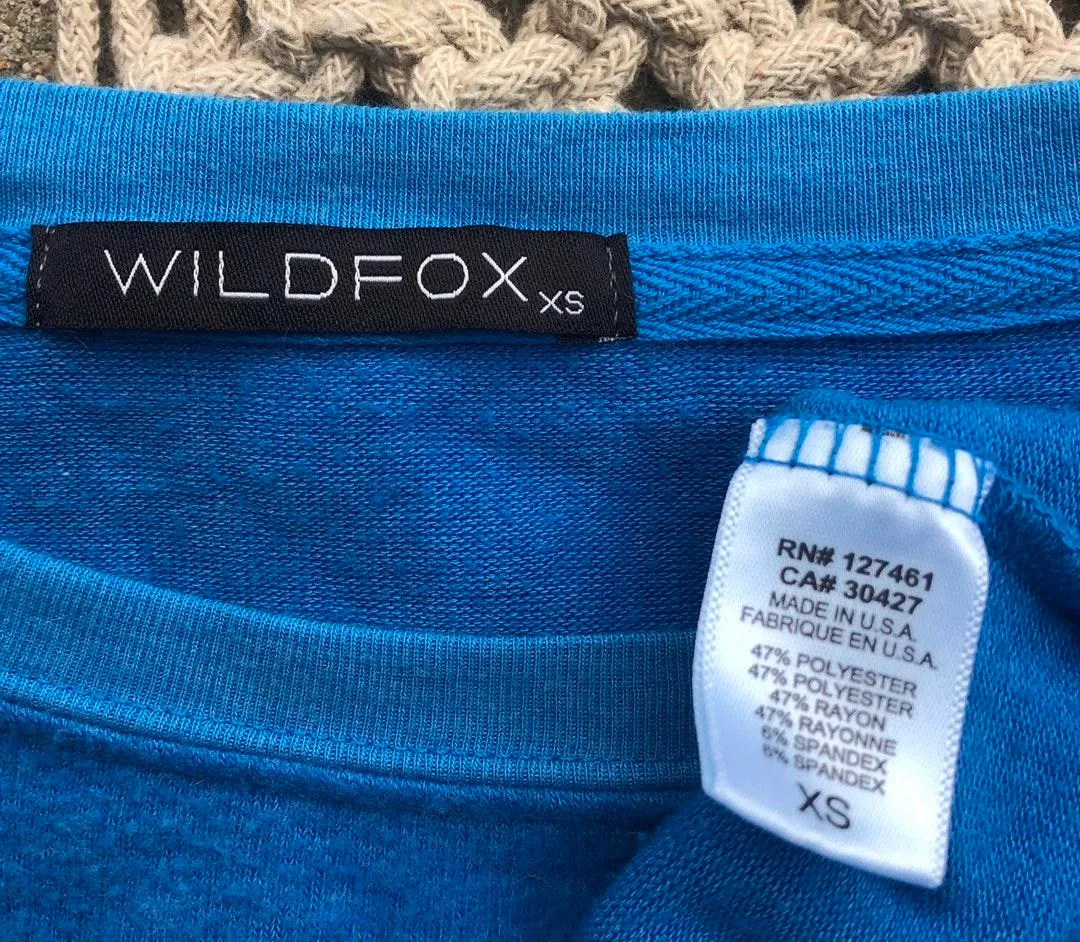 WILDFOX XS
RN# 127461
CA# 30427
MADE IN U.S.A.
FABRIQUE EN U.S.A.
47% POLYESTER
47% POLYESTER
47% RAYON
47% RAYONNE
6% SPANDEX
6% SPANDEX
XS